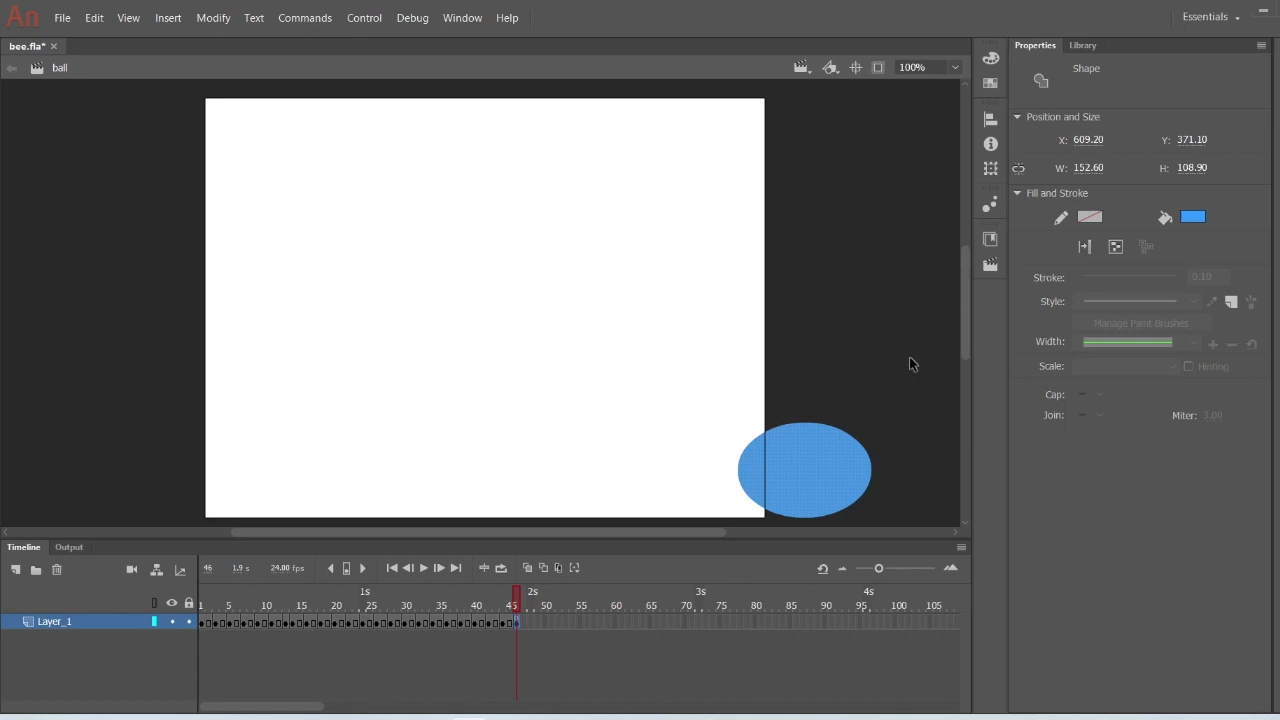 An File Edit View Insert Modify Text Commands Control Debug Window Help Essentials
bee.fla* ×
ball 100%
Properties Library
Shape
Position and Size
X: 609.20 Y: 371.10
W: 152.60 H: 108.90
Fill and Stroke
Stroke: 0.10
Style:
Manage Paint Brushes
Width:
Scale: Hinting
Cap:
Join: Miter: 3.00
Timeline Output
46 1.9 s 24.00 fps
1s 2s 3s 4s
1 5 10 15 20 25 30 35 40 45 50 55 60 65 70 75 80 85 90 95 100 105
Layer_1